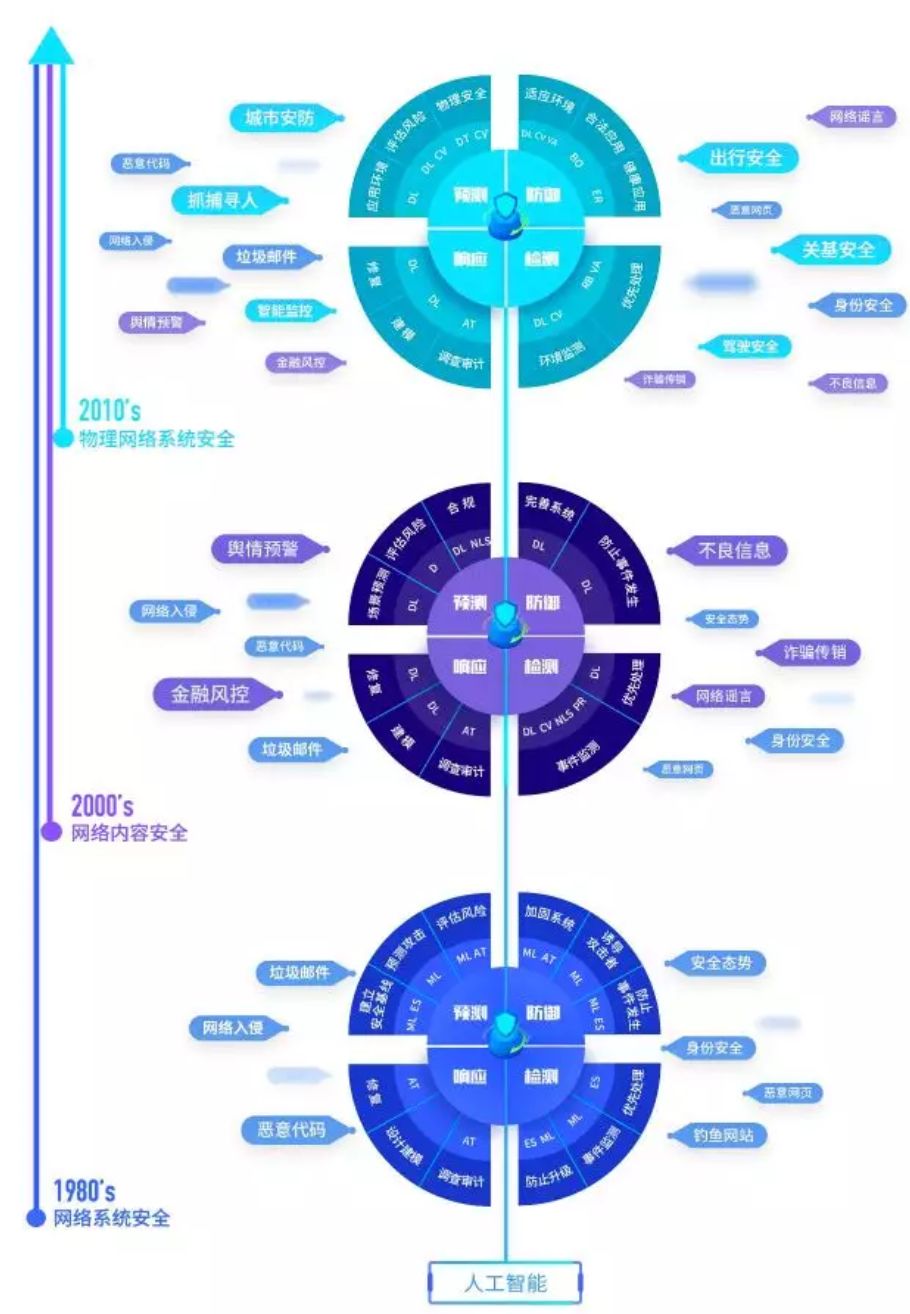 城市安防
恶意代码
抓捕寻人
网络入侵
垃圾邮件
智能监控
舆情预警
金融风控
应用环境
评估风险
物理安全
DL
DL CV
DT CV
适应环境
合法应用
健康应用
DL CV VA
BO
ER
预测
防御
响应
检测
修复
建模
调查审计
DL
DL
AT
优先处理
环境监测
RB VA
DL CV
网络谣言
出行安全
恶意网页
关基安全
身份安全
驾驶安全
诈骗传销
不良信息
2010's
物理网络系统安全
舆情预警
网络入侵
恶意代码
金融风控
垃圾邮件
场景预测
评估风险
合规
DL
D
DL NLS
完善系统
防止事件发生
DL
DL
预测
防御
响应
检测
修复
建模
调查审计
DL
DL
AT
优先处理
事件监测
DL
DL CV NLS PR
不良信息
安全态势
诈骗传销
网络谣言
身份安全
恶意网页
2000's
网络内容安全
垃圾邮件
网络入侵
恶意代码
建立
安全基线
预测攻击
评估风险
ML ES
ML
ML AT
加固系统
诱导
攻击者
防止
事件发生
ML AT
ML
ML ES
预测
防御
响应
检测
修复
设计建模
调查审计
AT
AT
优先处理
事件监测
防止升级
ES
ML
ES ML
安全态势
身份安全
恶意网页
钓鱼网站
1980's
网络系统安全
人工智能